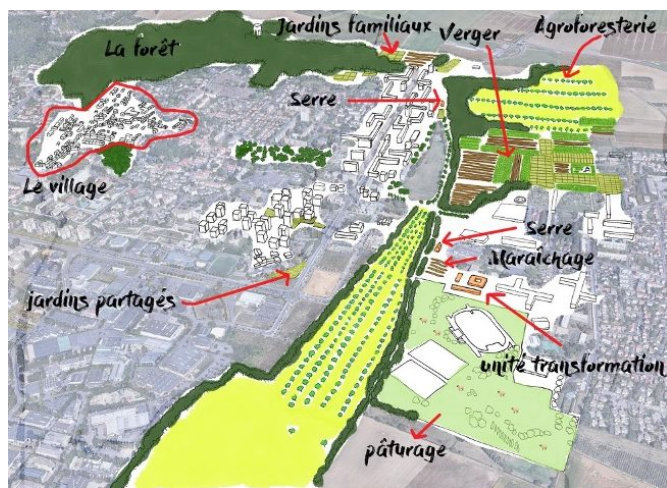 Jardins familiaux
Verger
Agroforesterie
La forêt
Serre
Le village
Serre
Maraîchage
jardins partagés
unité transformation
pâturage